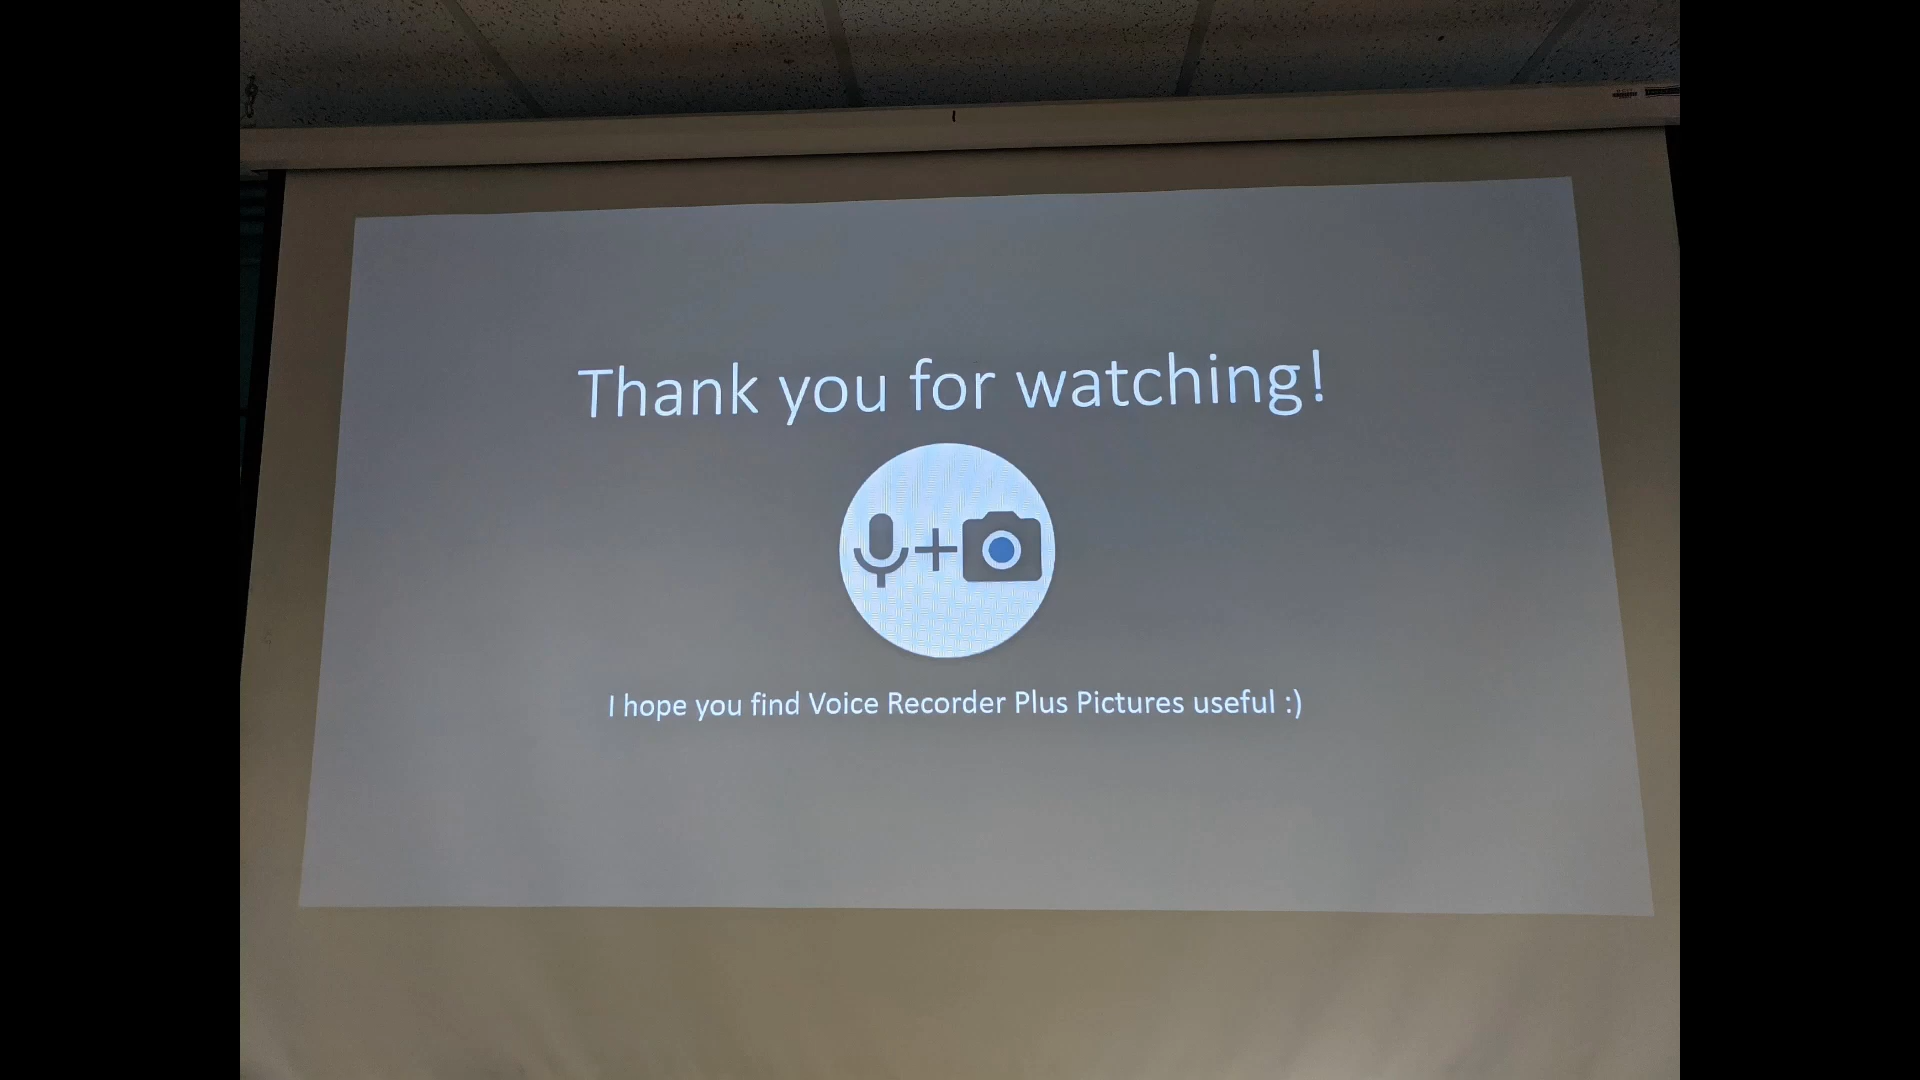 Thank you for watching!
I hope you find Voice Recorder Plus Pictures useful :)